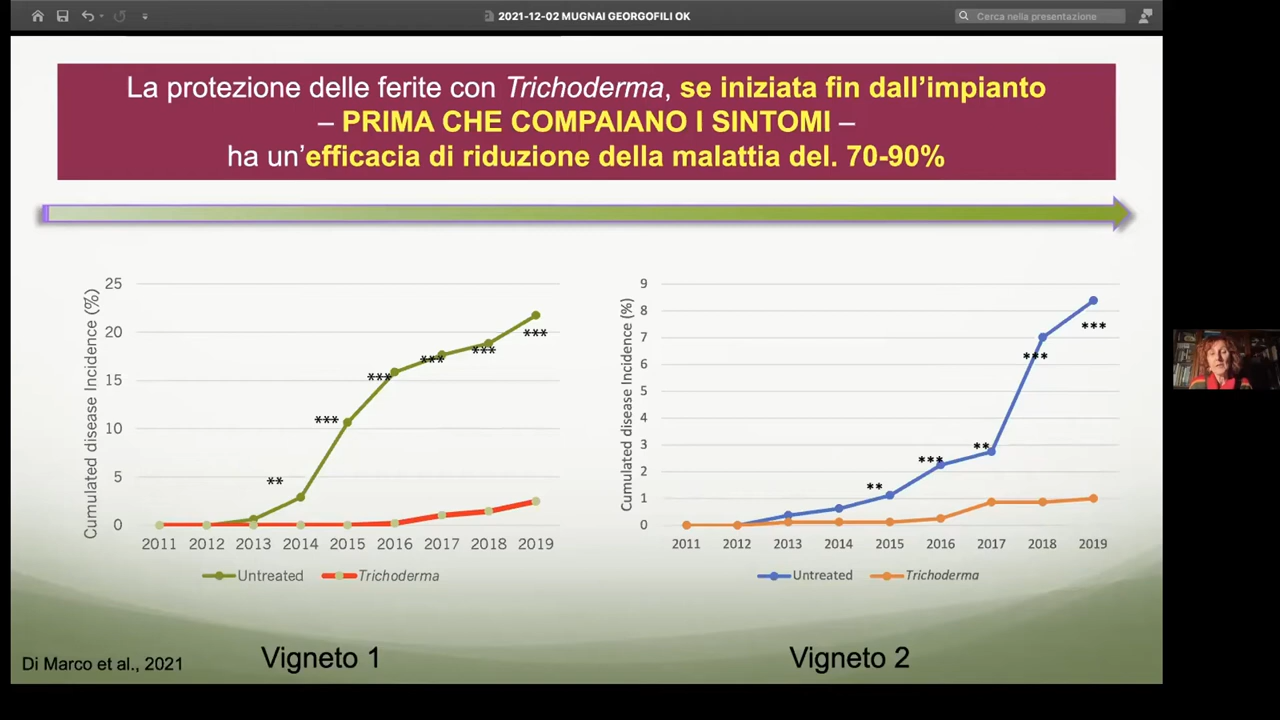 2021-12-02 MUGNAI GEORGOFILI OK
Cerca nella presentazione
La protezione delle ferite con Trichoderma, se iniziata fin dall’impianto
– PRIMA CHE COMPAIANO I SINTOMI –
ha un’efficacia di riduzione della malattia del. 70-90%
Cumulated disease Incidence (%)
25
20
15
10
5
0
***
***
***
***
***
**
2011 2012 2013 2014 2015 2016 2017 2018 2019
Untreated Trichoderma
Cumulated disease Incidence (%)
9
8
7
6
5
4
3
2
1
0
***
***
**
***
**
2011 2012 2013 2014 2015 2016 2017 2018 2019
Untreated Trichoderma
Di Marco et al., 2021
Vigneto 1
Vigneto 2